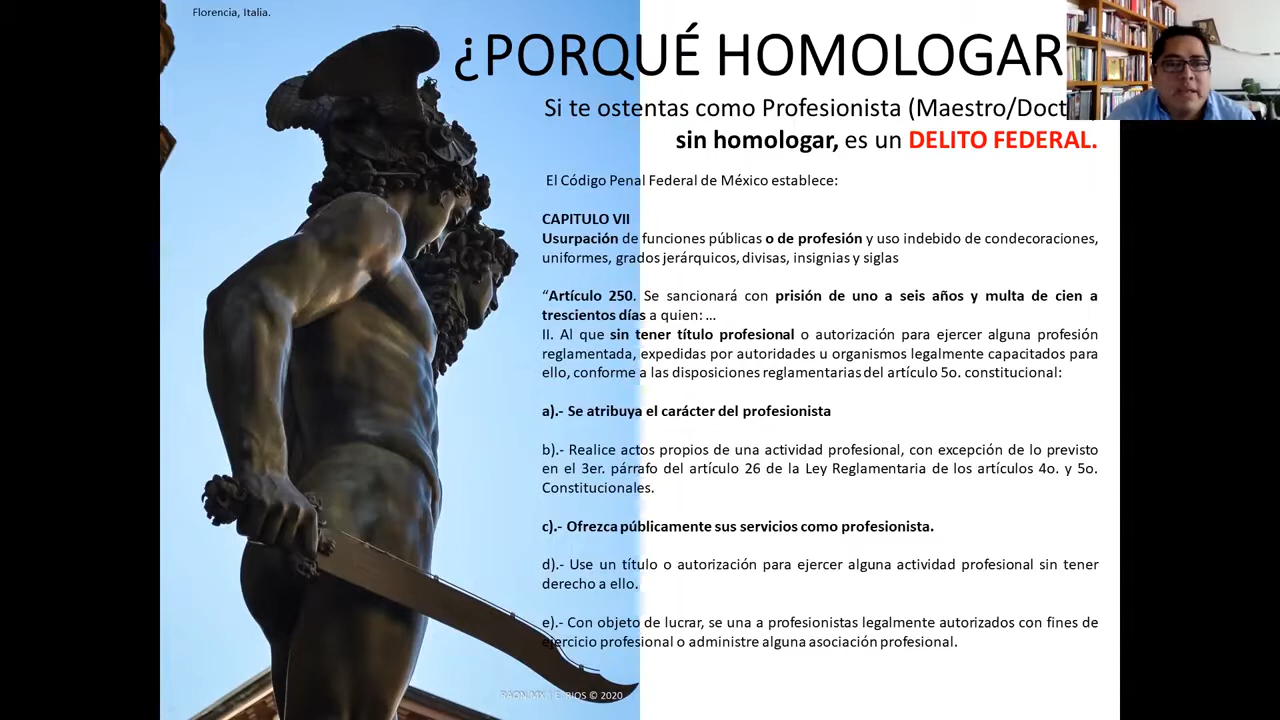 Florencia, Italia.
¿PORQUÉ HOMOLOGAR
Si te ostentas como Profesionista (Maestro/Doct
sin homologar, es un DELITO FEDERAL.
El Código Penal Federal de México establece:
CAPITULO VII
Usurpación de funciones públicas o de profesión y uso indebido de condecoraciones,
uniformes, grados jerárquicos, divisas, insignias y siglas
“Artículo 250. Se sancionará con prisión de uno a seis años y multa de cien a
trescientos días a quien: ...
II. Al que sin tener título profesional o autorización para ejercer alguna profesión
reglamentada, expedidas por autoridades u organismos legalmente capacitados para
ello, conforme a las disposiciones reglamentarias del artículo 5o. constitucional:
a).- Se atribuya el carácter del profesionista
b).- Realice actos propios de una actividad profesional, con excepción de lo previsto
en el 3er. párrafo del artículo 26 de la Ley Reglamentaria de los artículos 4o. y 5o.
Constitucionales.
c).- Ofrezca públicamente sus servicios como profesionista.
d).- Use un título o autorización para ejercer alguna actividad profesional sin tener
derecho a ello.
e).- Con objeto de lucrar, se una a profesionistas legalmente autorizados con fines de
ejercicio profesional o administre alguna asociación profesional.
RAON.MX | E. RIOS © 2020